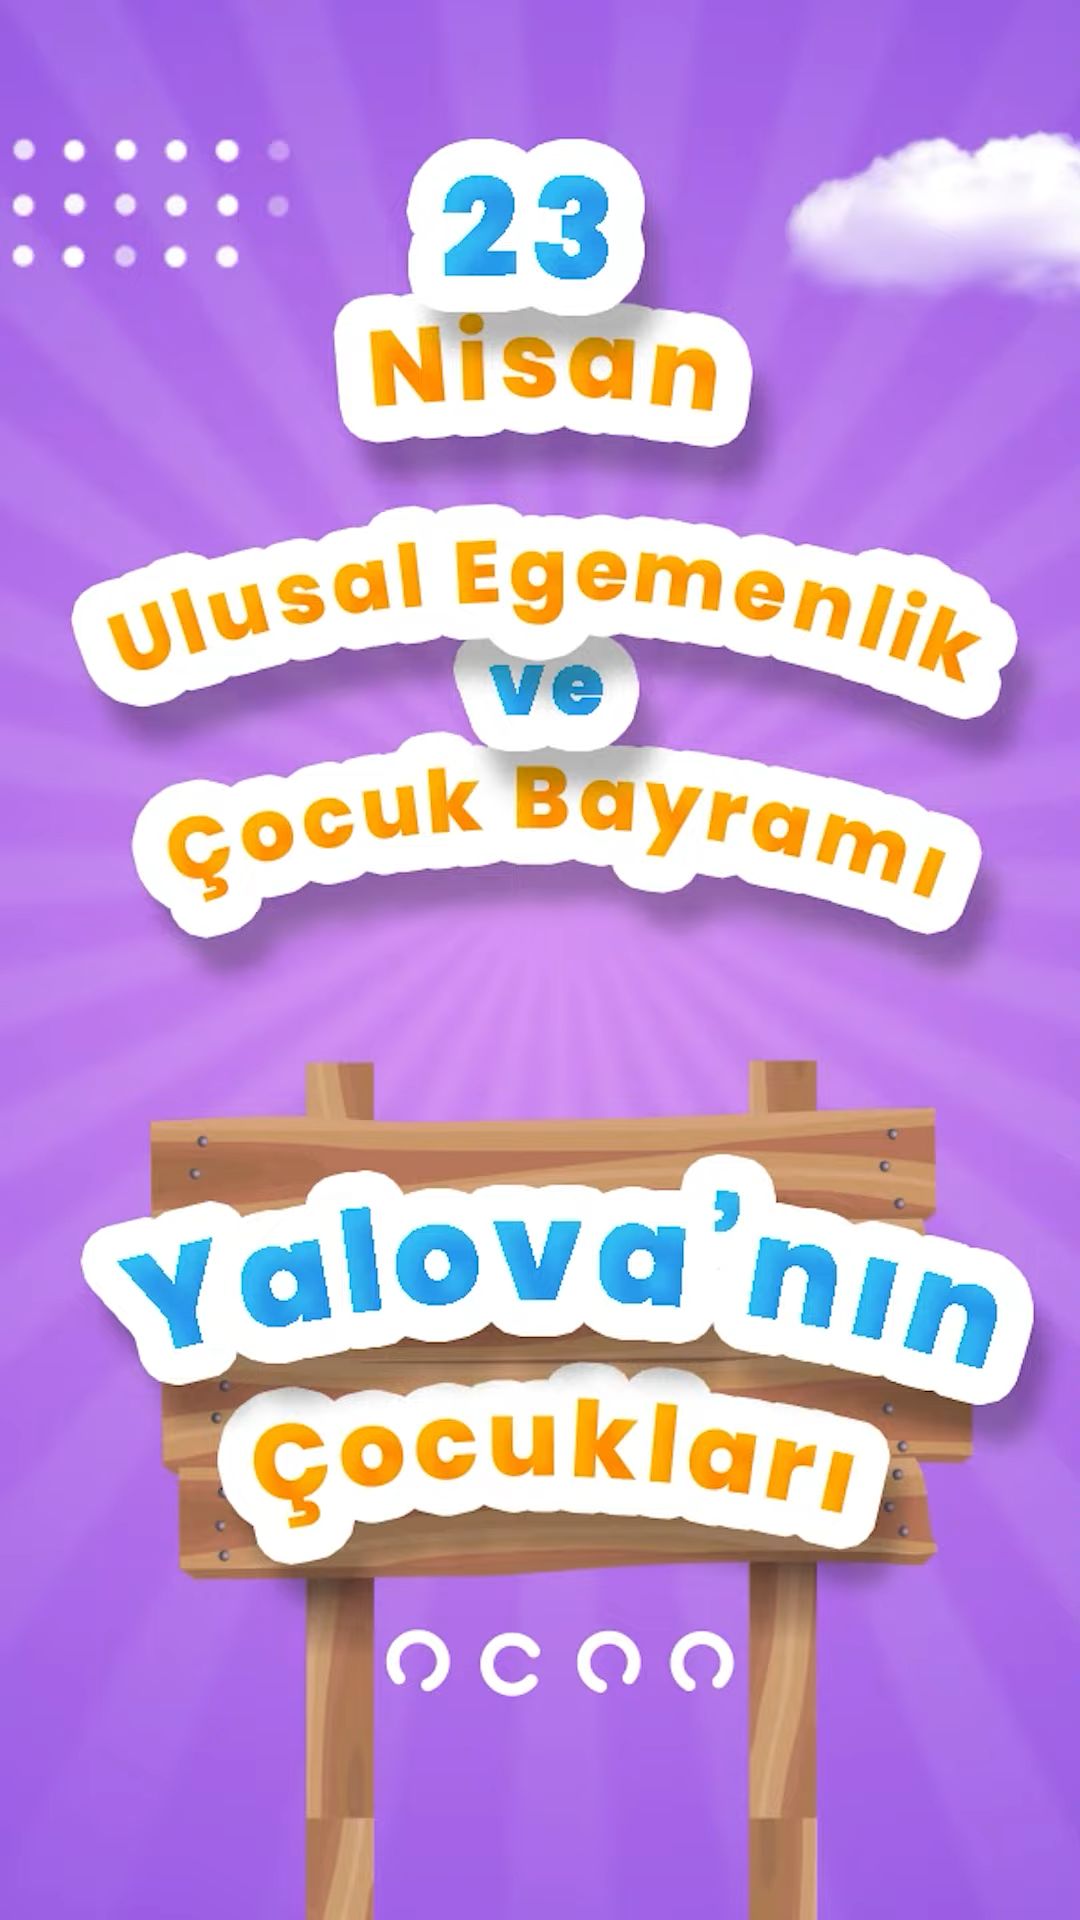 23
Nisan
Ulusal Egemenlik
ve
Çocuk Bayramı
Yalova'nın
Çocukları